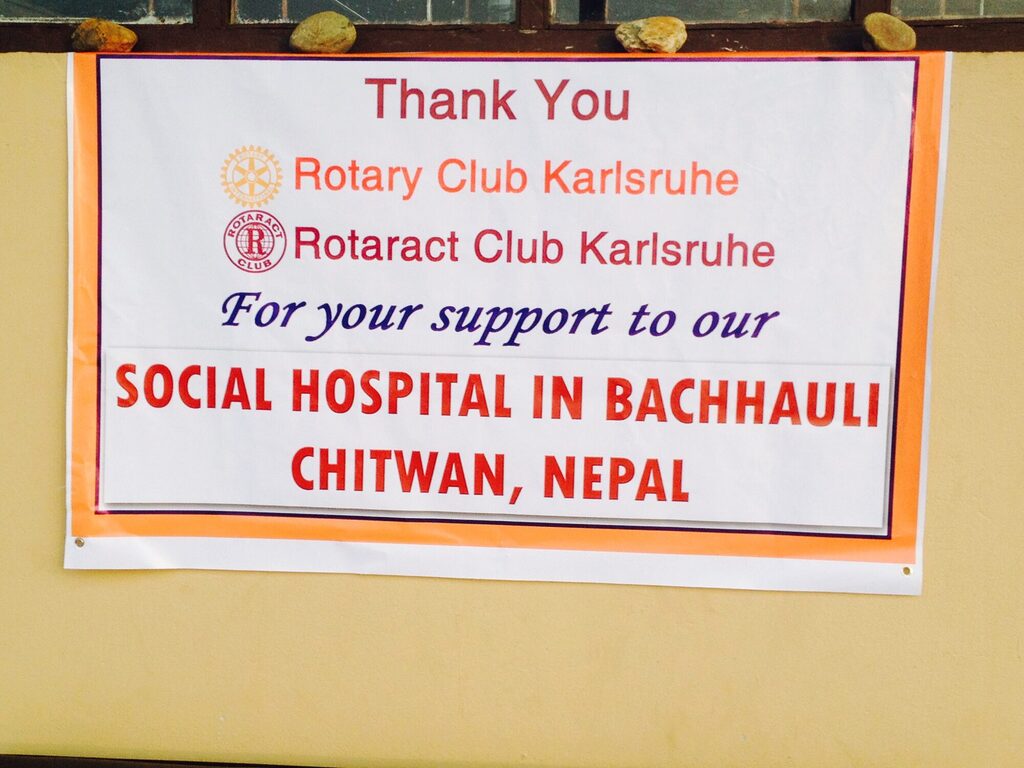 Thank You
Rotary Club Karlsruhe
ROTARACT
R
CLUB
Rotaract Club Karlsruhe
For your support to our
SOCIAL HOSPITAL IN BACHHAULI
CHITWAN, NEPAL